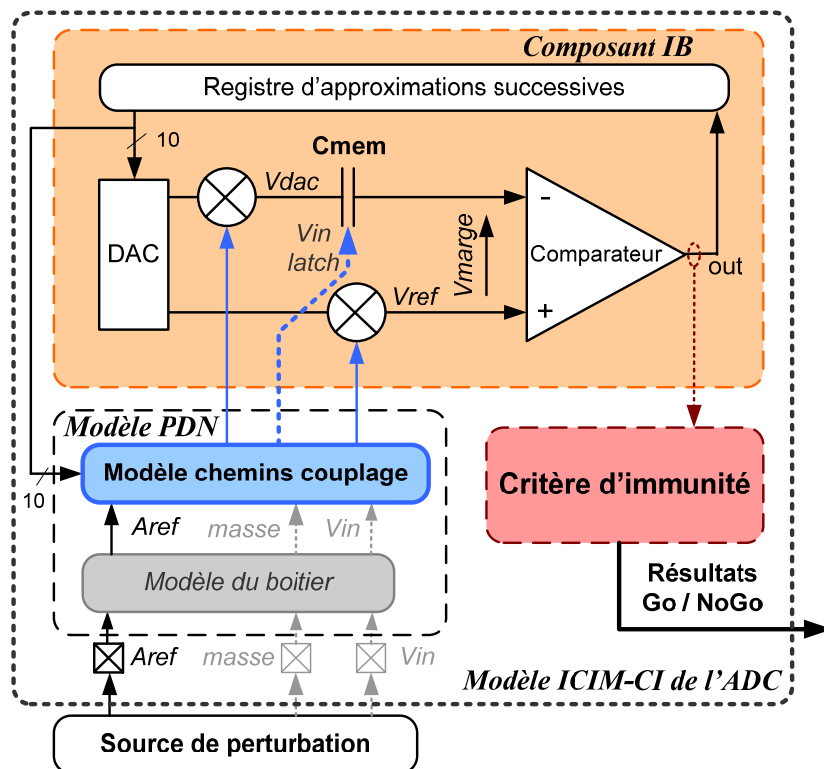 Composant IB
Registre d'approximations successives
10
Cmem
Vdac
DAC
Vin
latch
Vmarge
-
Comparateur
out
Vref
+
Modèle PDN
Modèle chemins couplage
10
Critère d'immunité
Aref
masse
Vin
Modèle du boitier
Résultats
Go / NoGo
Aref
masse
Vin
Modèle ICIM-CI de l'ADC
Source de perturbation